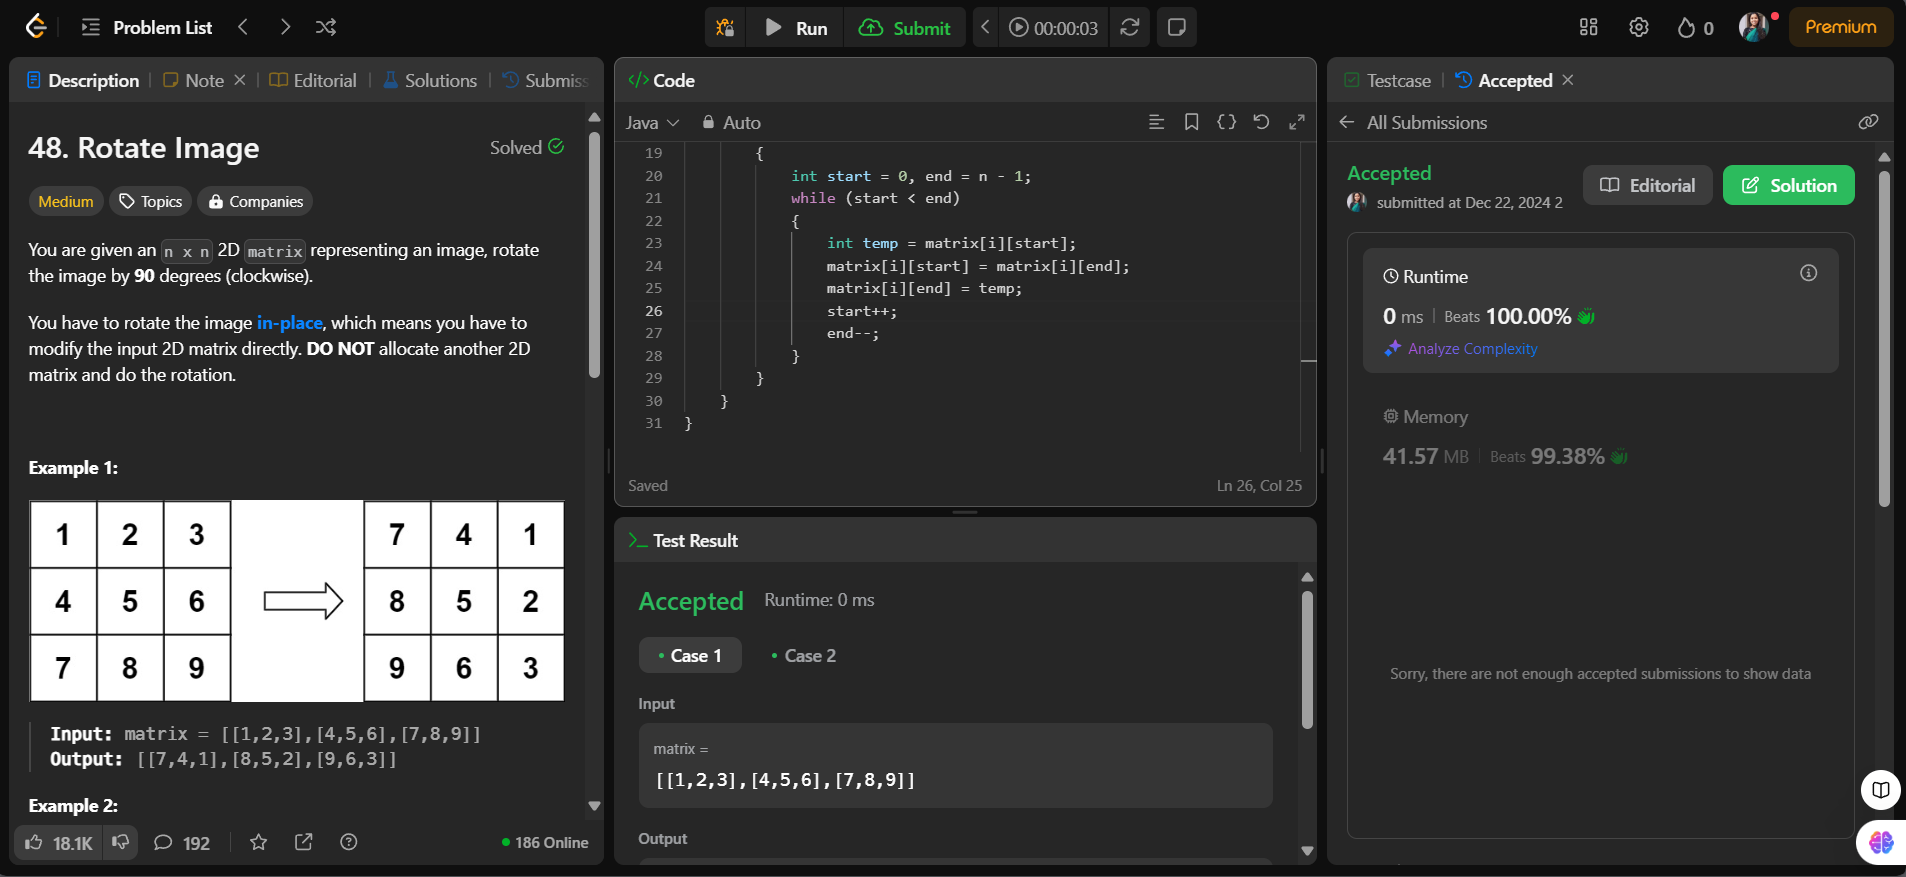 Problem List
Run
Submit
00:00:03
0
Premium
Description
Note
Editorial
Solutions
48. Rotate Image
Solved
Medium
Topics
Companies
You are given an n x n 2D matrix representing an image, rotate
the image by 90 degrees (clockwise).
You have to rotate the image in-place, which means you have to
modify the input 2D matrix directly. DO NOT allocate another 2D
matrix and do the rotation.
Example 1:
1 2 3 7 4 1
4 5 6 8 5 2
7 8 9 9 6 3
Input: matrix = [[1,2,3],[4,5,6],[7,8,9]]
Output: [[7,4,1],[8,5,2],[9,6,3]]
Example 2:
18.1K
192
186 Online
</> Code
Java
Auto
19 {
20 int start = 0, end = n - 1;
21 while (start < end)
22 {
23 int temp = matrix[i][start];
24 matrix[i][start] = matrix[i][end];
25 matrix[i][end] = temp;
26 start++;
27 end--;
28 }
29 }
30 }
31 }
Saved
Ln 26, Col 25
Test Result
Accepted
Runtime: 0 ms
Case 1
Case 2
Input
matrix =
[[1,2,3],[4,5,6],[7,8,9]]
Output
Testcase
Accepted
All Submissions
Accepted
submitted at Dec 22, 2024 2
Editorial
Solution
Runtime
0 ms
Beats 100.00%
Analyze Complexity
Memory
41.57 MB
Beats 99.38%
Sorry, there are not enough accepted submissions to show data